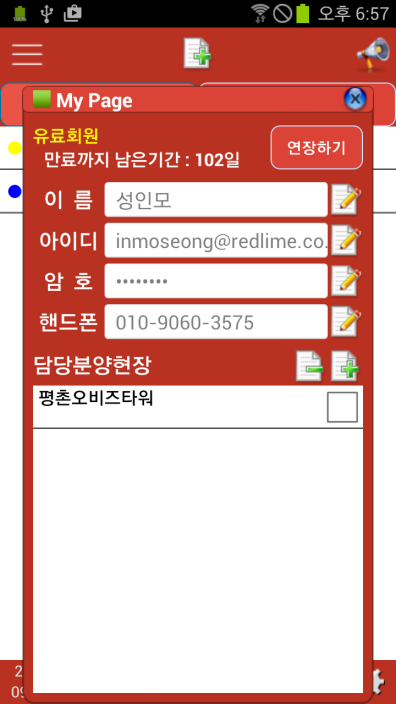 오후 6:57
My Page
유료회원
만료까지 남은기간 : 102일
연장하기
이 름
성인모
아이디
inmoseong@redlime.co.
암 호
••••••••
핸드폰
010-9060-3575
담당분양현장
평촌오비즈타워
2
09